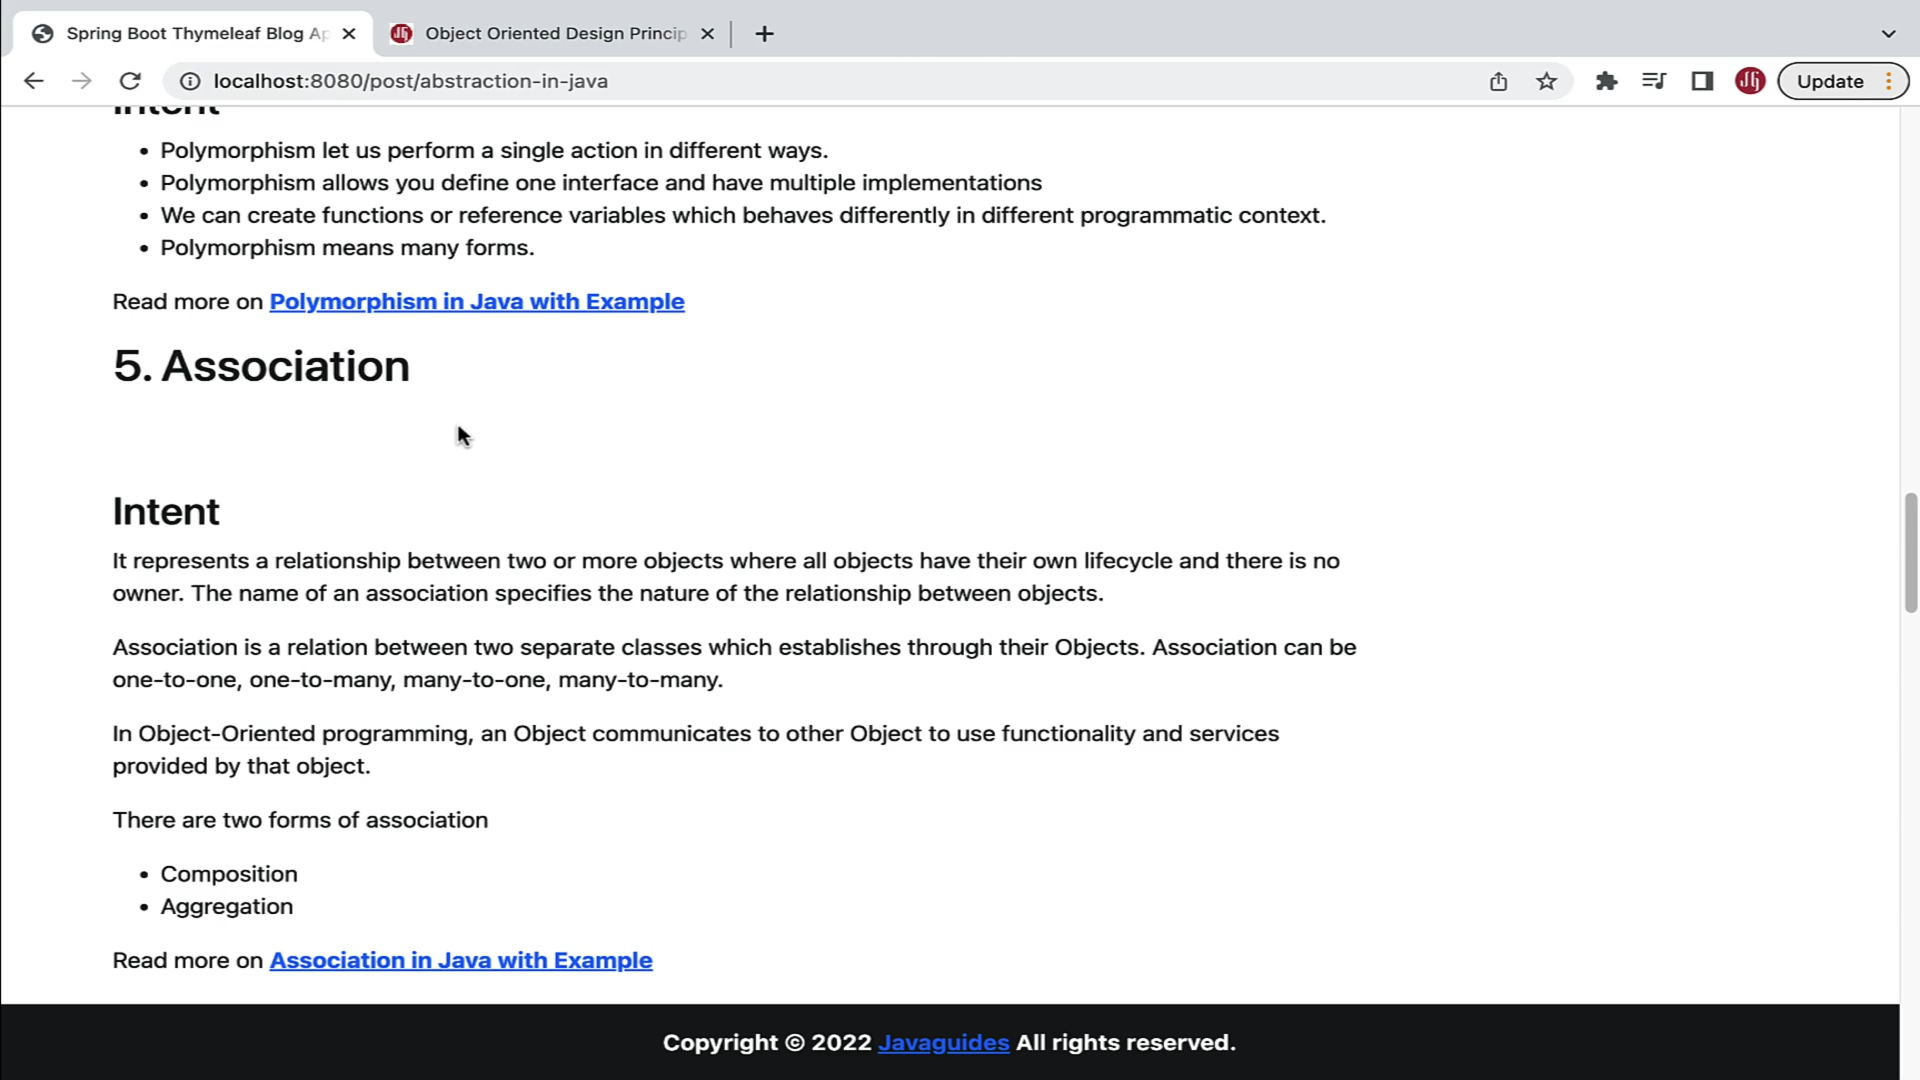 Spring Boot Thymeleaf Blog Ap
Object Oriented Design Princip
localhost:8080/post/abstraction-in-java
Update
Intent
• Polymorphism let us perform a single action in different ways.
• Polymorphism allows you define one interface and have multiple implementations
• We can create functions or reference variables which behaves differently in different programmatic context.
• Polymorphism means many forms.
Read more on Polymorphism in Java with Example
5. Association
Intent
It represents a relationship between two or more objects where all objects have their own lifecycle and there is no
owner. The name of an association specifies the nature of the relationship between objects.
Association is a relation between two separate classes which establishes through their Objects. Association can be
one-to-one, one-to-many, many-to-one, many-to-many.
In Object-Oriented programming, an Object communicates to other Object to use functionality and services
provided by that object.
There are two forms of association
• Composition
• Aggregation
Read more on Association in Java with Example
Copyright © 2022 Javaguides All rights reserved.